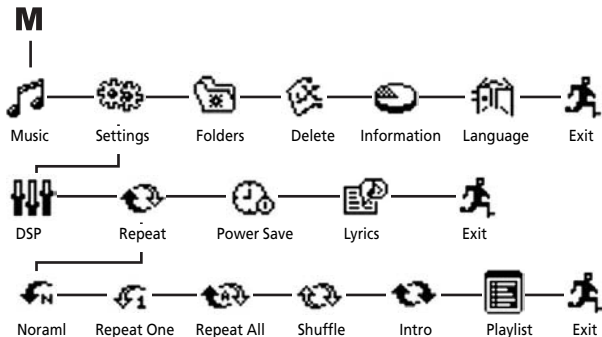 M
Music Settings Folders Delete Information Language Exit
DSP Repeat Power Save Lyrics Exit
Noraml Repeat One Repeat All Shuffle Intro Playlist Exit